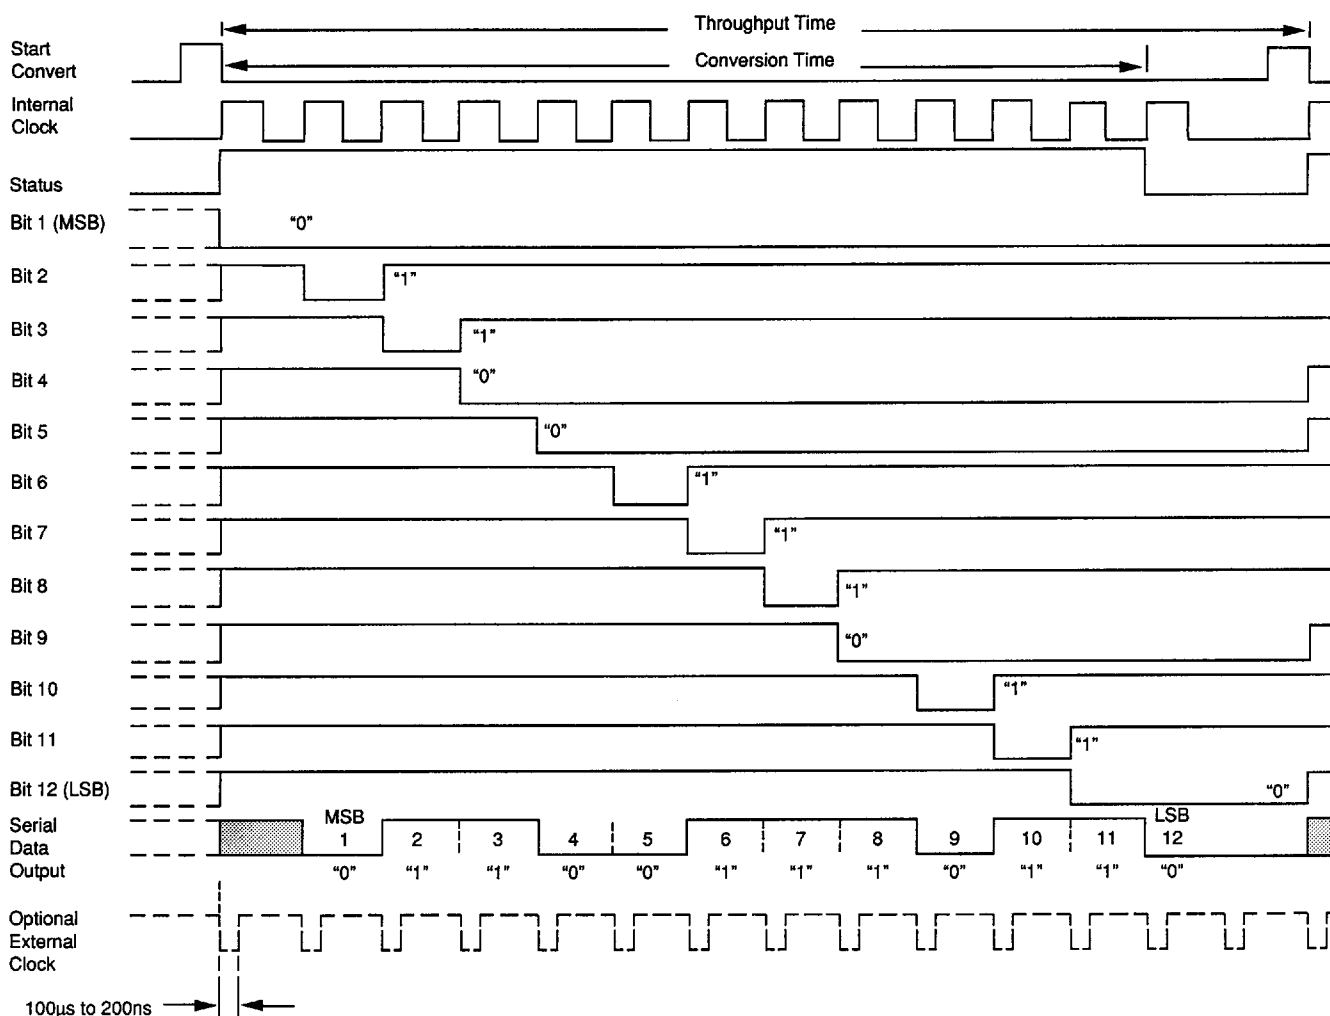 Throughput Time
Start
Convert
Conversion Time
Internal
Clock
Status
Bit 1 (MSB)
“0”
Bit 2
“1”
Bit 3
“1”
Bit 4
“0”
Bit 5
“0”
Bit 6
“1”
Bit 7
“1”
Bit 8
“1”
Bit 9
“0”
Bit 10
“1”
Bit 11
“1”
Bit 12 (LSB)
“0”
Serial
Data
Output
MSB
LSB
1 2 3 4 5 6 7 8 9 10 11 12
“0” “1” “1” “0” “0” “1” “1” “1” “0” “1” “1” “0”
Optional
External
Clock
100µs to 200ns